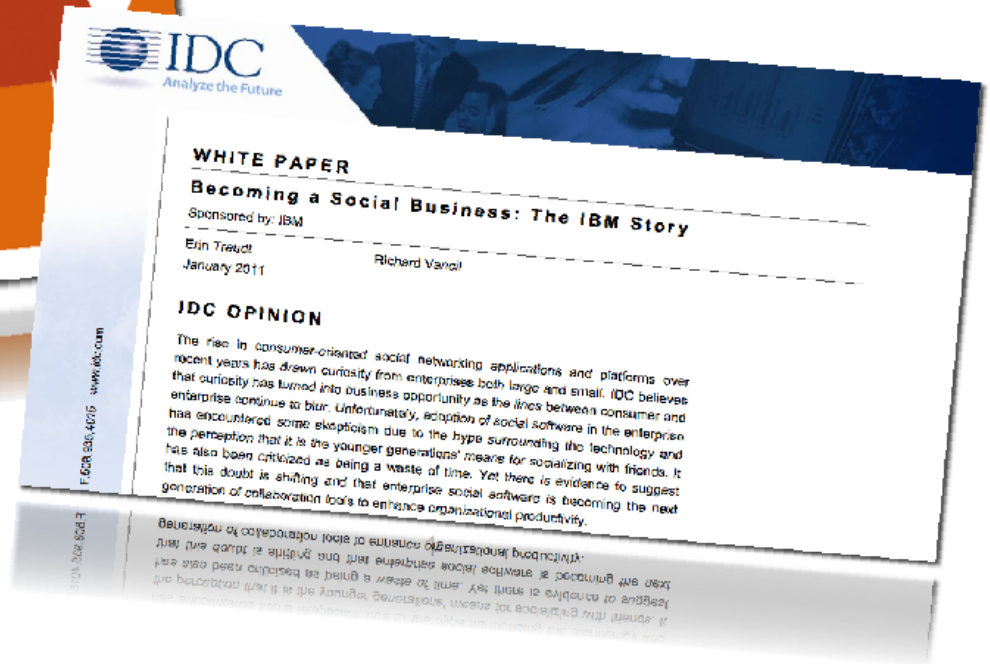 IDC
Analyze the Future
WHITE PAPER
Becoming a Social Business: The IBM Story
Sponsored by: IBM
Erin Traudt Richard Vancil
January 2011
IDC OPINION
The rise in consumer-oriented social networking applications and platforms over
recent years has drawn curiosity from enterprises both large and small. IDC believes
that curiosity has turned into business opportunity as the lines between consumer and
enterprise continue to blur. Unfortunately, adoption of social software in the enterprise
has encountered some skepticism due to the hype surrounding the technology and
the perception that it is the younger generations' means for socializing with friends. It
has also been criticized as being a waste of time. Yet there is evidence to suggest
that this doubt is shifting and that enterprise social software is becoming the next
generation of collaboration tools to enhance organizational productivity.
F.508.935.4015 www.idc.com